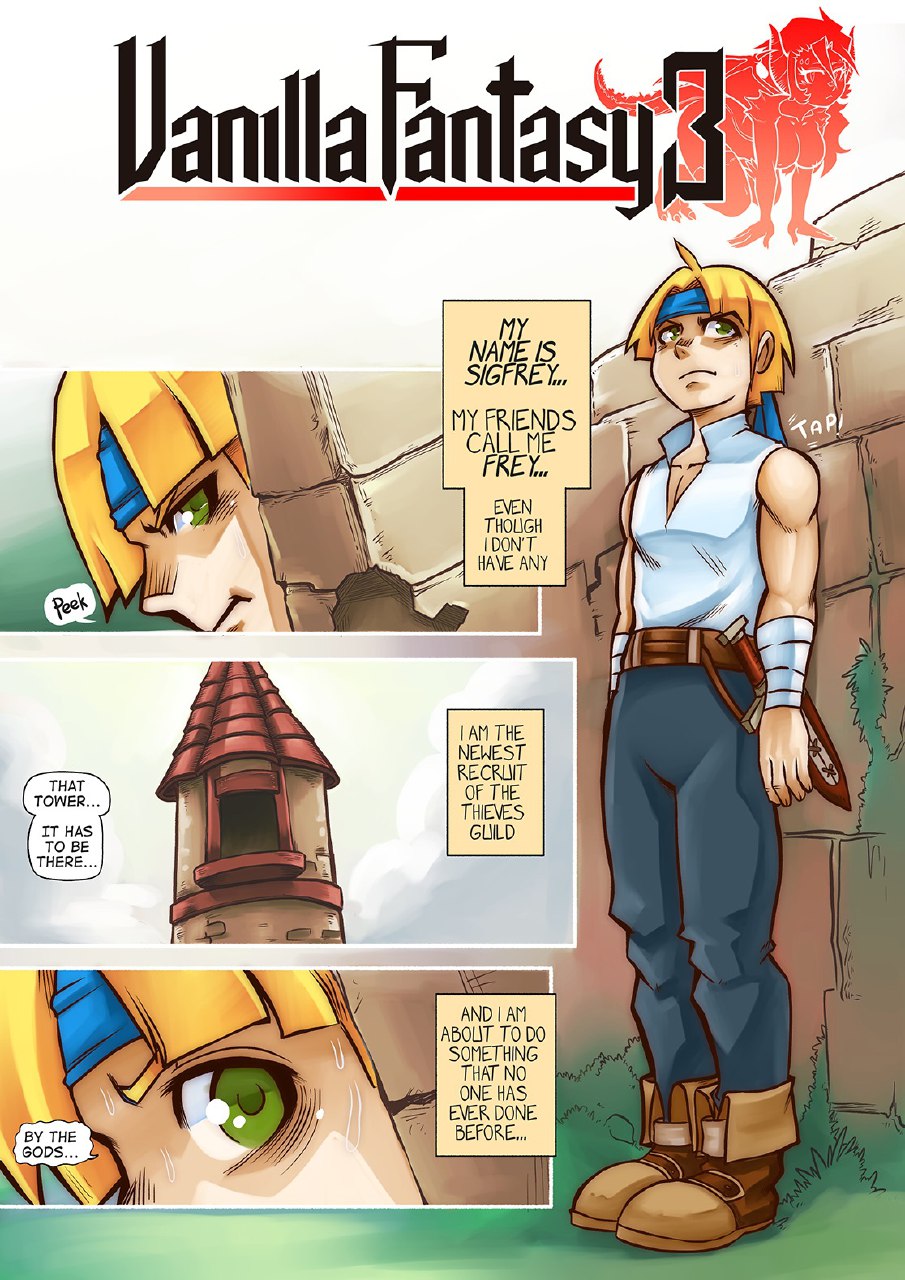 Vanilla Fantasy 3
MY
NAME IS
SIGFREY...
MY FRIENDS
CALL ME
FREY...
EVEN
THOUGH
I DON'T
HAVE ANY
TAP!
Peek
I AM THE
NEWEST
RECRUIT
OF THE
THIEVES
GUILD
THAT
TOWER...
IT HAS
TO BE
THERE...
AND I AM
ABOUT TO DO
SOMETHING
THAT NO
ONE HAS
EVER DONE
BEFORE...
BY THE
GODS...